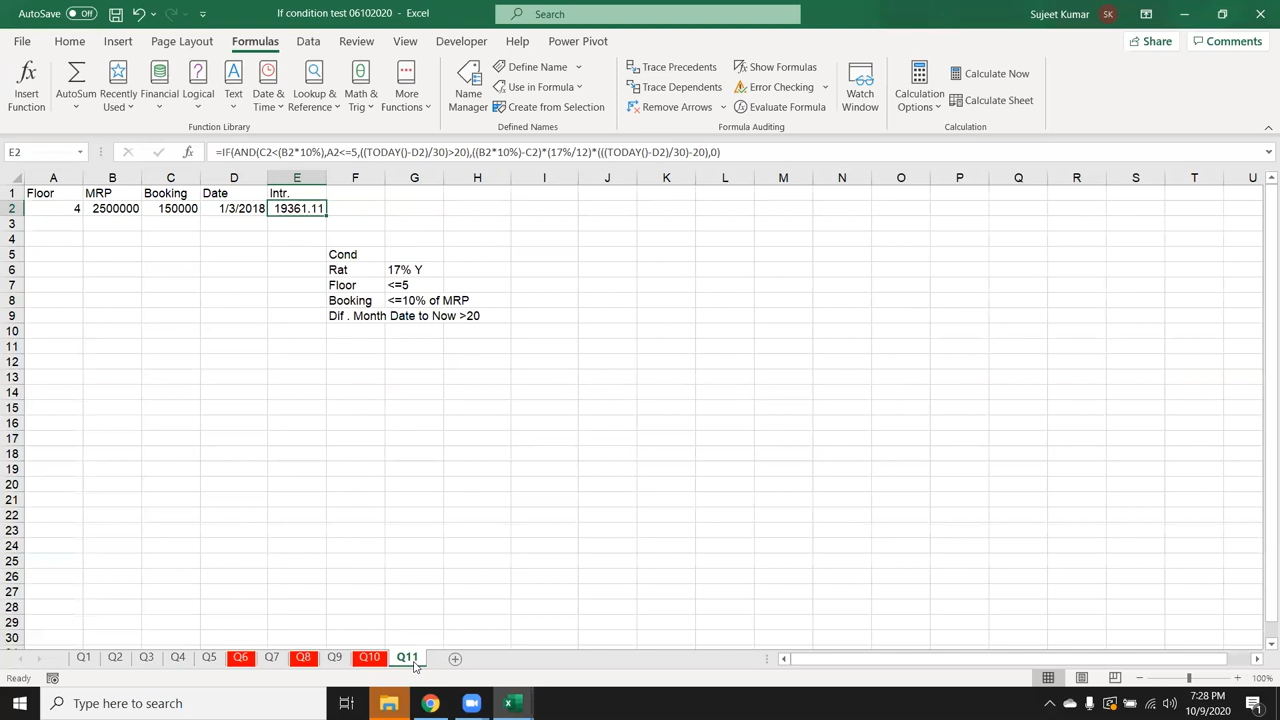 AutoSave Off If condition test 06102020 - Excel Search Sujeet Kumar SK
File Home Insert Page Layout Formulas Data Review View Developer Help Power Pivot Share Comments
Insert Function
AutoSum
Recently Used
Financial
Logical
Text
Date & Time
Lookup & Reference
Math & Trig
More Functions
Function Library
Name Manager
Define Name
Use in Formula
Create from Selection
Defined Names
Trace Precedents
Trace Dependents
Remove Arrows
Show Formulas
Error Checking
Evaluate Formula
Formula Auditing
Watch Window
Calculation Options
Calculate Now
Calculate Sheet
Calculation
E2 fx =IF(AND(C2<(B2*10%),A2<=5,((TODAY()-D2)/30)>20),((B2*10%)-C2)*(17%/12)*(((TODAY()-D2)/30)-20),0)
A B C D E F G H I J K L M N O P Q R S T U
1 Floor MRP Booking Date Intr.
2 4 2500000 150000 1/3/2018 19361.11
3
4
5 Cond
6 Rat 17% Y
7 Floor <=5
8 Booking <=10% of MRP
9 Dif . Month Date to Now >20
10
11
12
13
14
15
16
17
18
19
20
21
22
23
24
25
26
27
28
29
30
Q1 Q2 Q3 Q4 Q5 Q6 Q7 Q8 Q9 Q10 Q11
Ready 100%
Type here to search
7:28 PM
10/9/2020